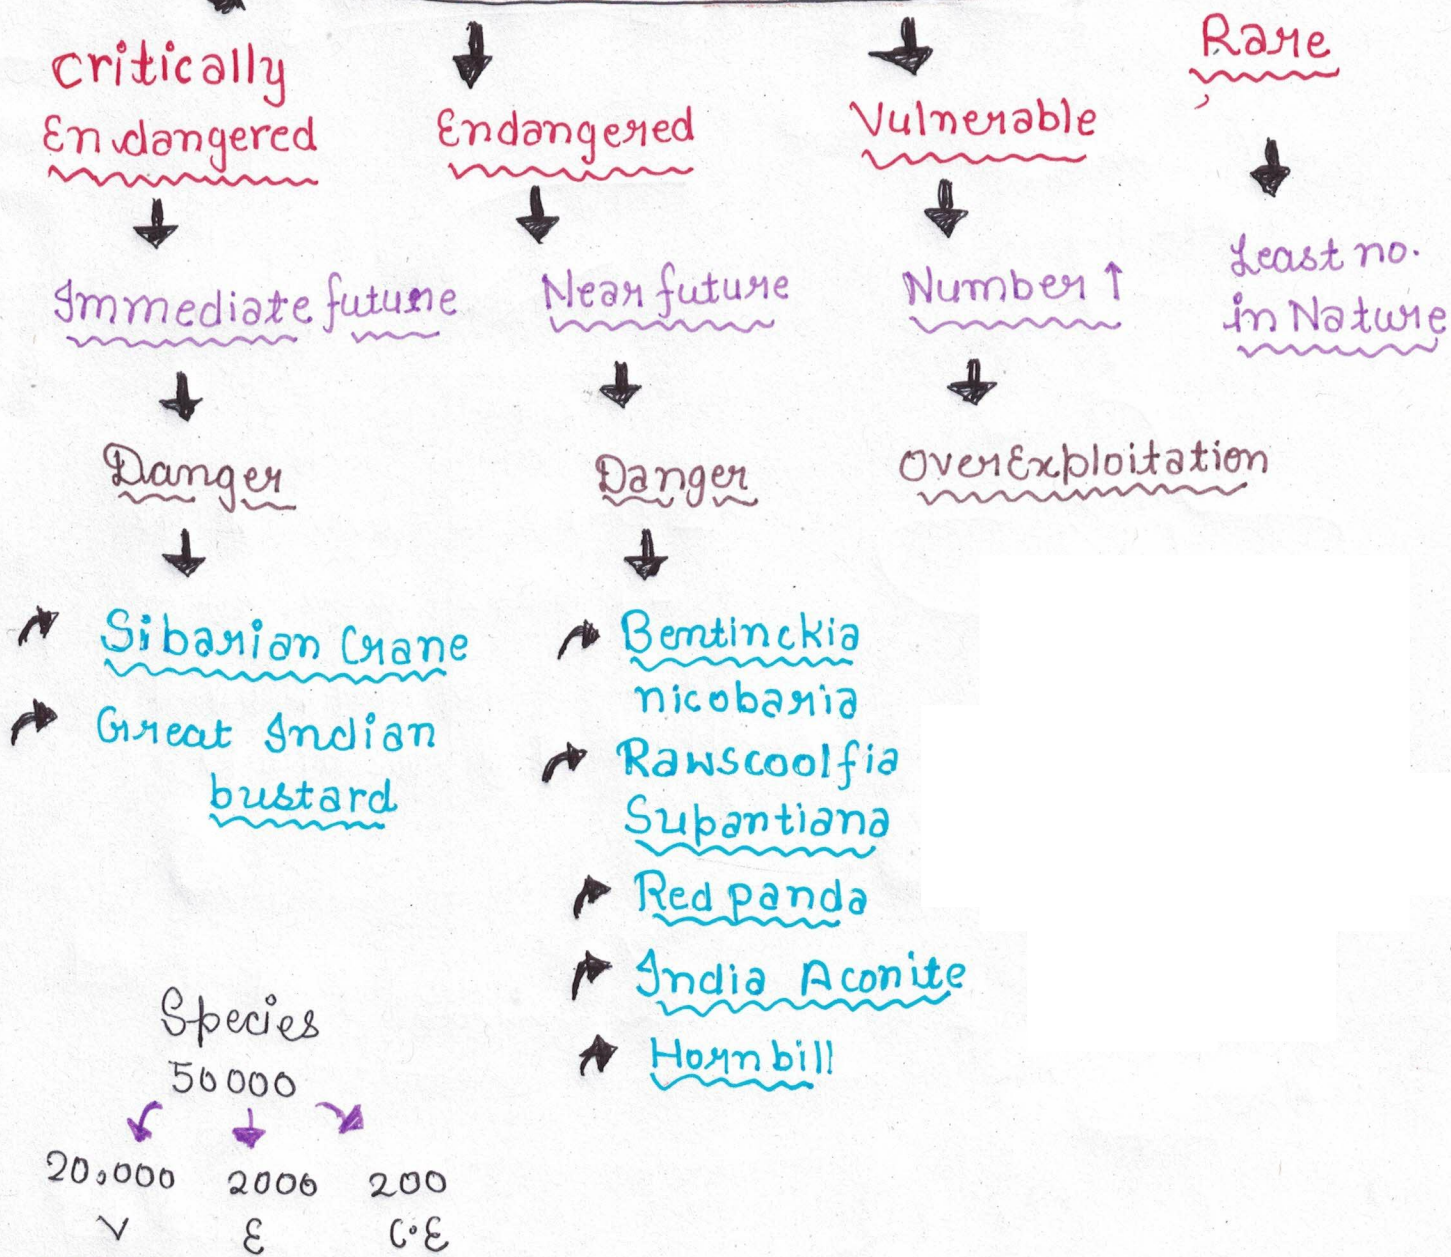 Critically
Endangered
Immediate future
Danger
Sibarian Crane
Great Indian
bustard
Endangered
Near future
Danger
Bentinckia
nicobaria
Rawscoolfia
Supantiana
Red panda
India Aconite
Hornbill
Vulnerable
Number ↑
OverExploitation
Rare
Least no.
in Nature
Species
50000
20,000 2000 200
V E C.E